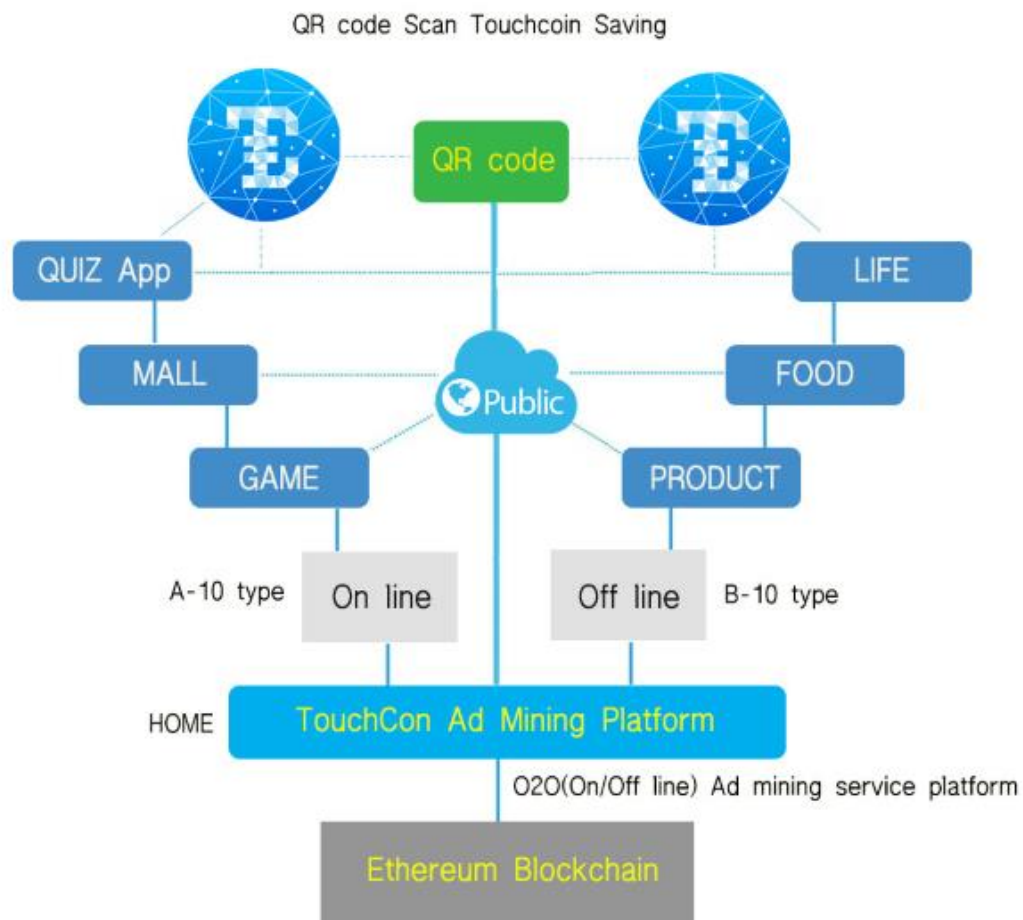 QR code Scan Touchcoin Saving
QR code
QUIZ App
LIFE
MALL
FOOD
Public
GAME
PRODUCT
A-10 type
On line
Off line
B-10 type
HOME
TouchCon Ad Mining Platform
O2O(On/Off line) Ad mining service platform
Ethereum Blockchain